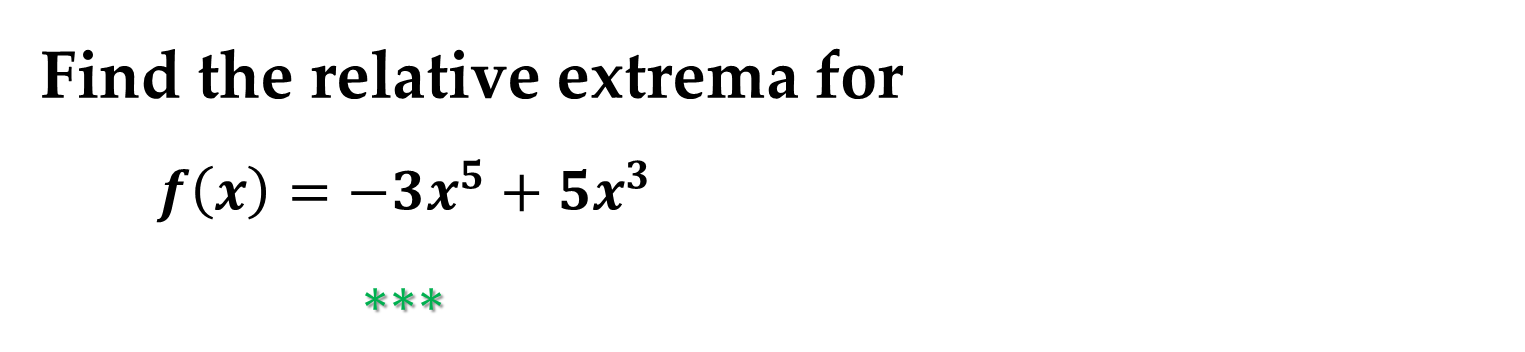 Find the relative extrema for
f(x) = −3x⁵ + 5x³
***